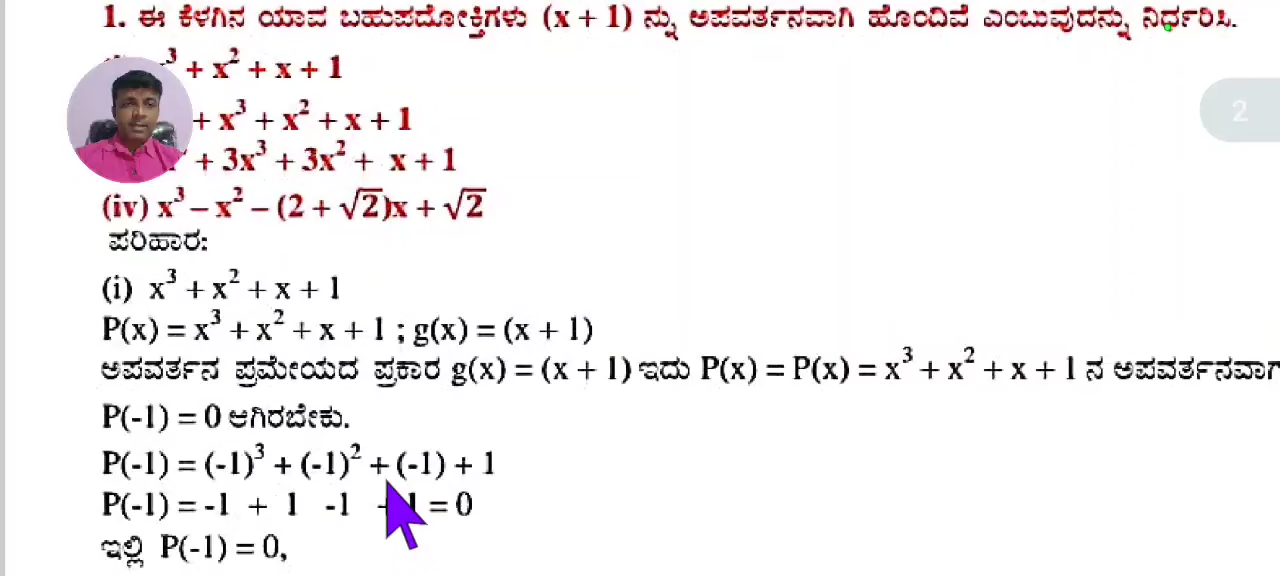 1. ಈ ಕೆಳಗಿನ ಯಾವ ಬಹುಪದೋಕ್ತಿಗಳು (x + 1) ನ್ನು ಅಪವರ್ತನವಾಗಿ ಹೊಂದಿವೆ ಎಂಬುವುದನ್ನು ನಿರ್ಧರಿಸಿ.
³ + x² + x + 1
2
+ x³ + x² + x + 1
+ 3x³ + 3x² + x + 1
(iv) x³ – x² – (2 + √2)x + √2
ಪರಿಹಾರ:
(i) x³ + x² + x + 1
P(x) = x³ + x² + x + 1 ; g(x) = (x + 1)
ಅಪವರ್ತನ ಪ್ರಮೇಯದ ಪ್ರಕಾರ g(x) = (x + 1) ಇದು P(x) = P(x) = x³ + x² + x + 1 ನ ಅಪವರ್ತನವಾಗ
P(-1) = 0 ಆಗಿರಬೇಕು.
P(-1) = (-1)³ + (-1)² + (-1) + 1
P(-1) = -1 + 1 -1 + 1 = 0
ಇಲ್ಲಿ P(-1) = 0,